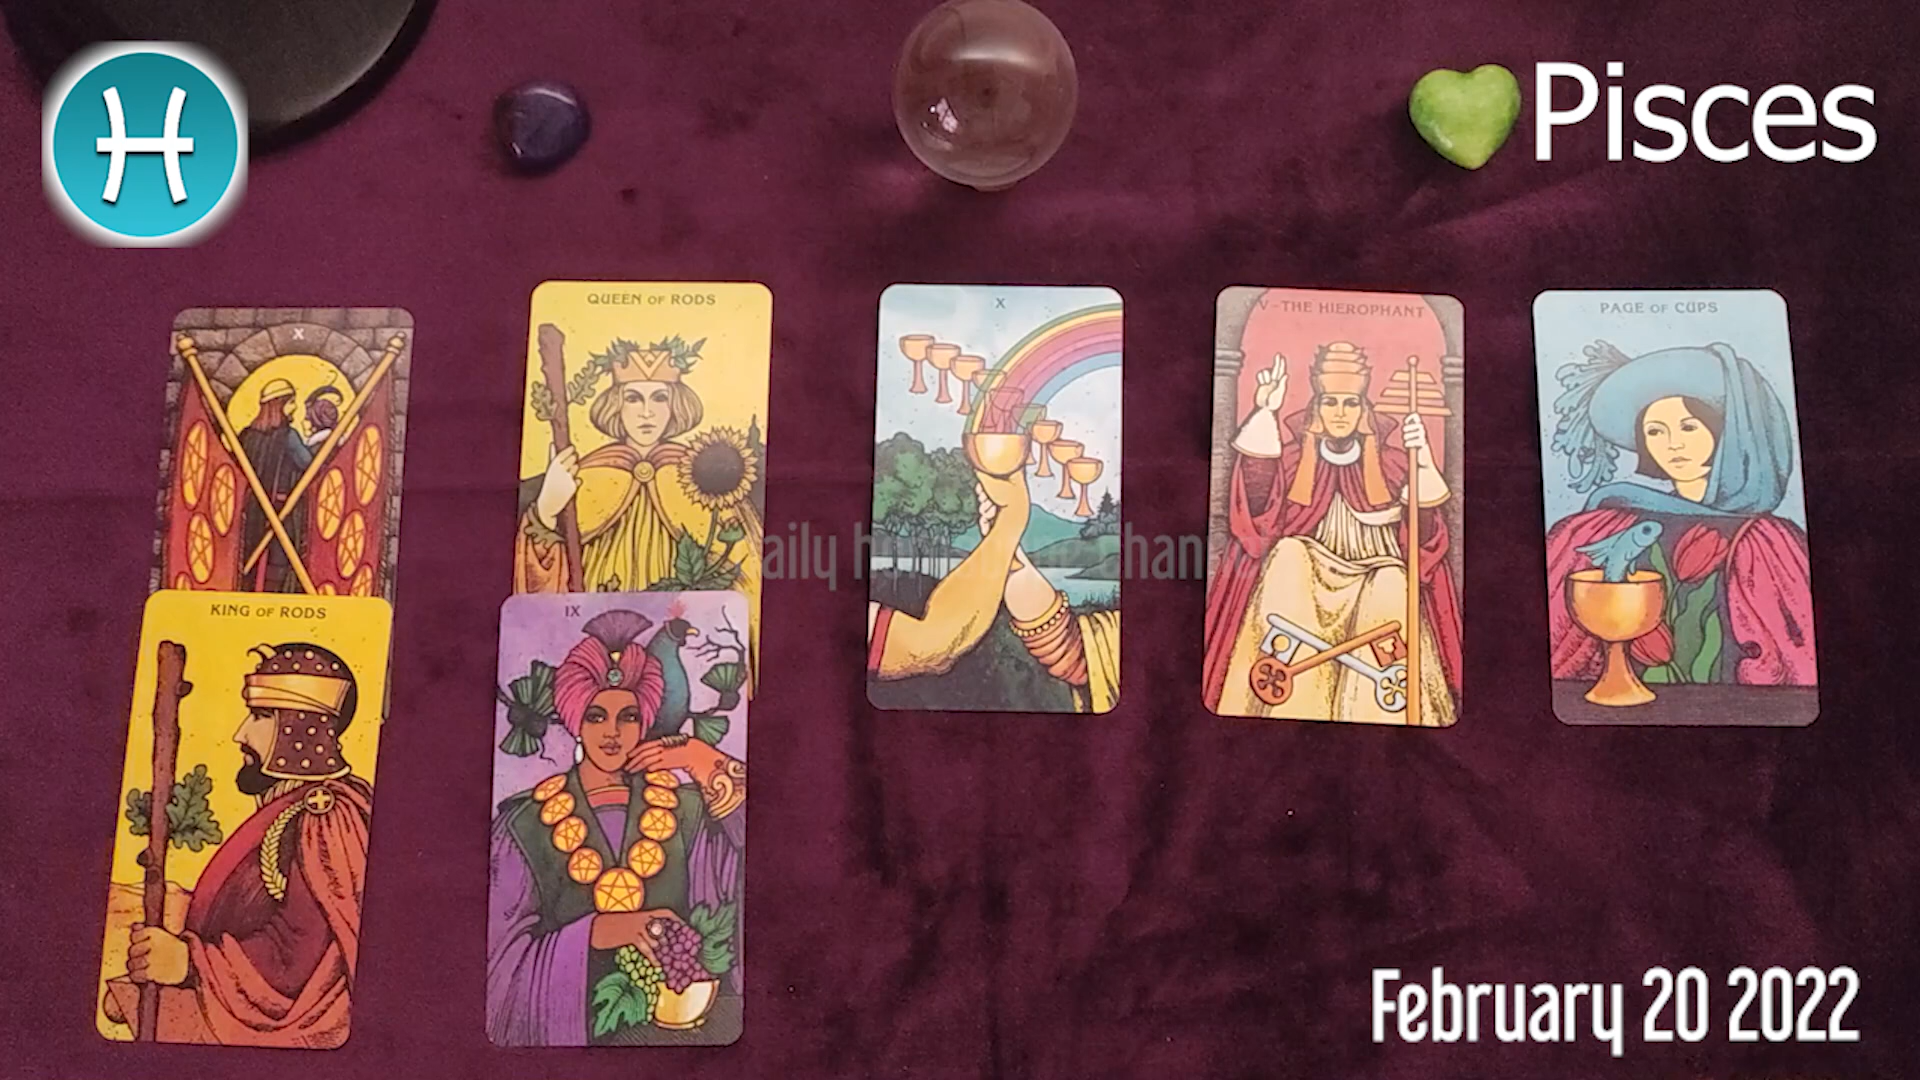 Pisces
X
QUEEN OF RODS
X
V-THE HIEROPHANT
PAGE OF CUPS
KING OF RODS
IX
February 20 2022